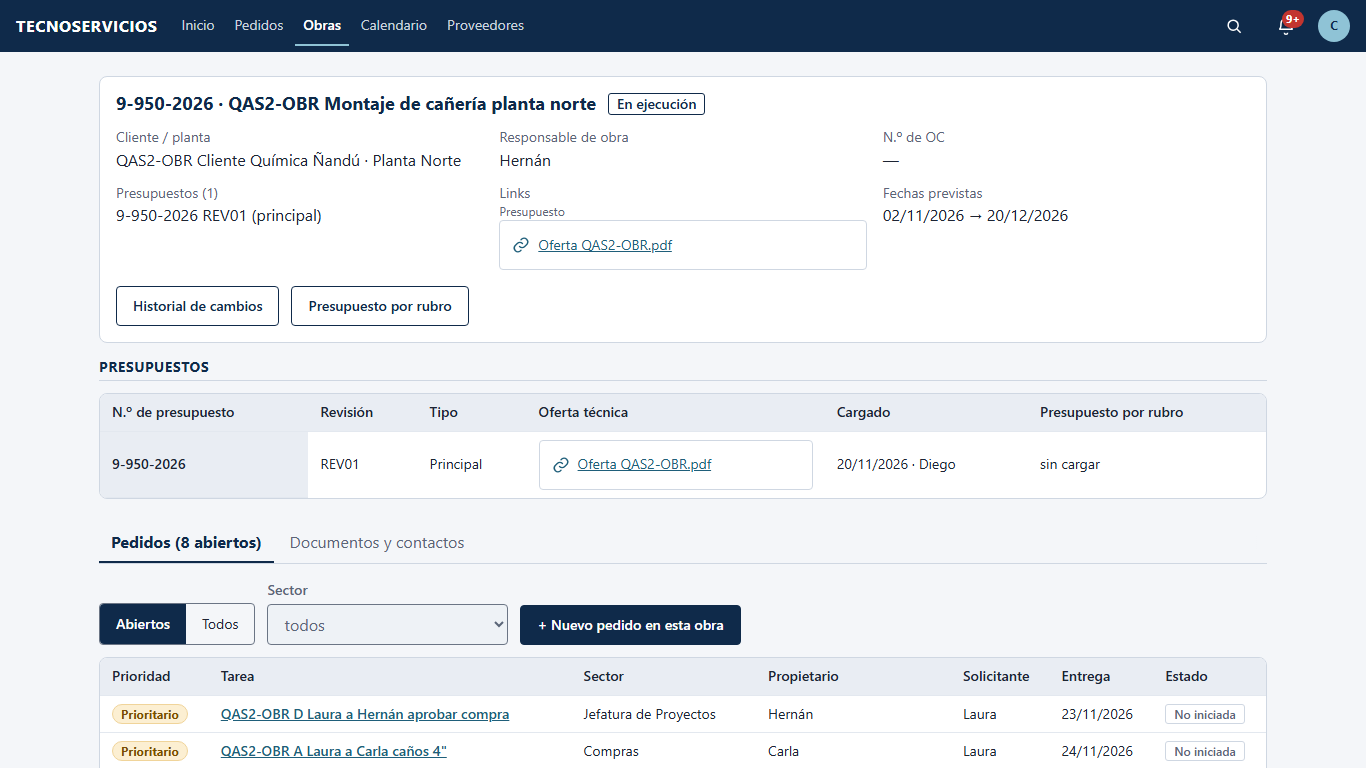 TECNOSERVICIOS Inicio Pedidos Obras Calendario Proveedores 9+ C
9-950-2026 · QAS2-OBR Montaje de cañería planta norte En ejecución
Cliente / planta Responsable de obra N.º de OC
QAS2-OBR Cliente Química Ñandú · Planta Norte Hernán —
Presupuestos (1) Links Fechas previstas
9-950-2026 REV01 (principal) Presupuesto 02/11/2026 → 20/12/2026
Oferta QAS2-OBR.pdf
Historial de cambios Presupuesto por rubro
PRESUPUESTOS
N.º de presupuesto Revisión Tipo Oferta técnica Cargado Presupuesto por rubro
9-950-2026 REV01 Principal Oferta QAS2-OBR.pdf 20/11/2026 · Diego sin cargar
Pedidos (8 abiertos) Documentos y contactos
Sector
Abiertos Todos todos + Nuevo pedido en esta obra
Prioridad Tarea Sector Propietario Solicitante Entrega Estado
Prioritario QAS2-OBR D Laura a Hernán aprobar compra Jefatura de Proyectos Hernán Laura 23/11/2026 No iniciada
Prioritario QAS2-OBR A Laura a Carla caños 4" Compras Carla Laura 24/11/2026 No iniciada